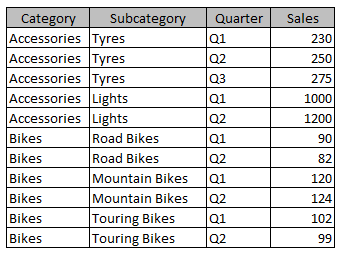 Category Subcategory Quarter Sales
Accessories Tyres Q1 230
Accessories Tyres Q2 250
Accessories Tyres Q3 275
Accessories Lights Q1 1000
Accessories Lights Q2 1200
Bikes Road Bikes Q1 90
Bikes Road Bikes Q2 82
Bikes Mountain Bikes Q1 120
Bikes Mountain Bikes Q2 124
Bikes Touring Bikes Q1 102
Bikes Touring Bikes Q2 99